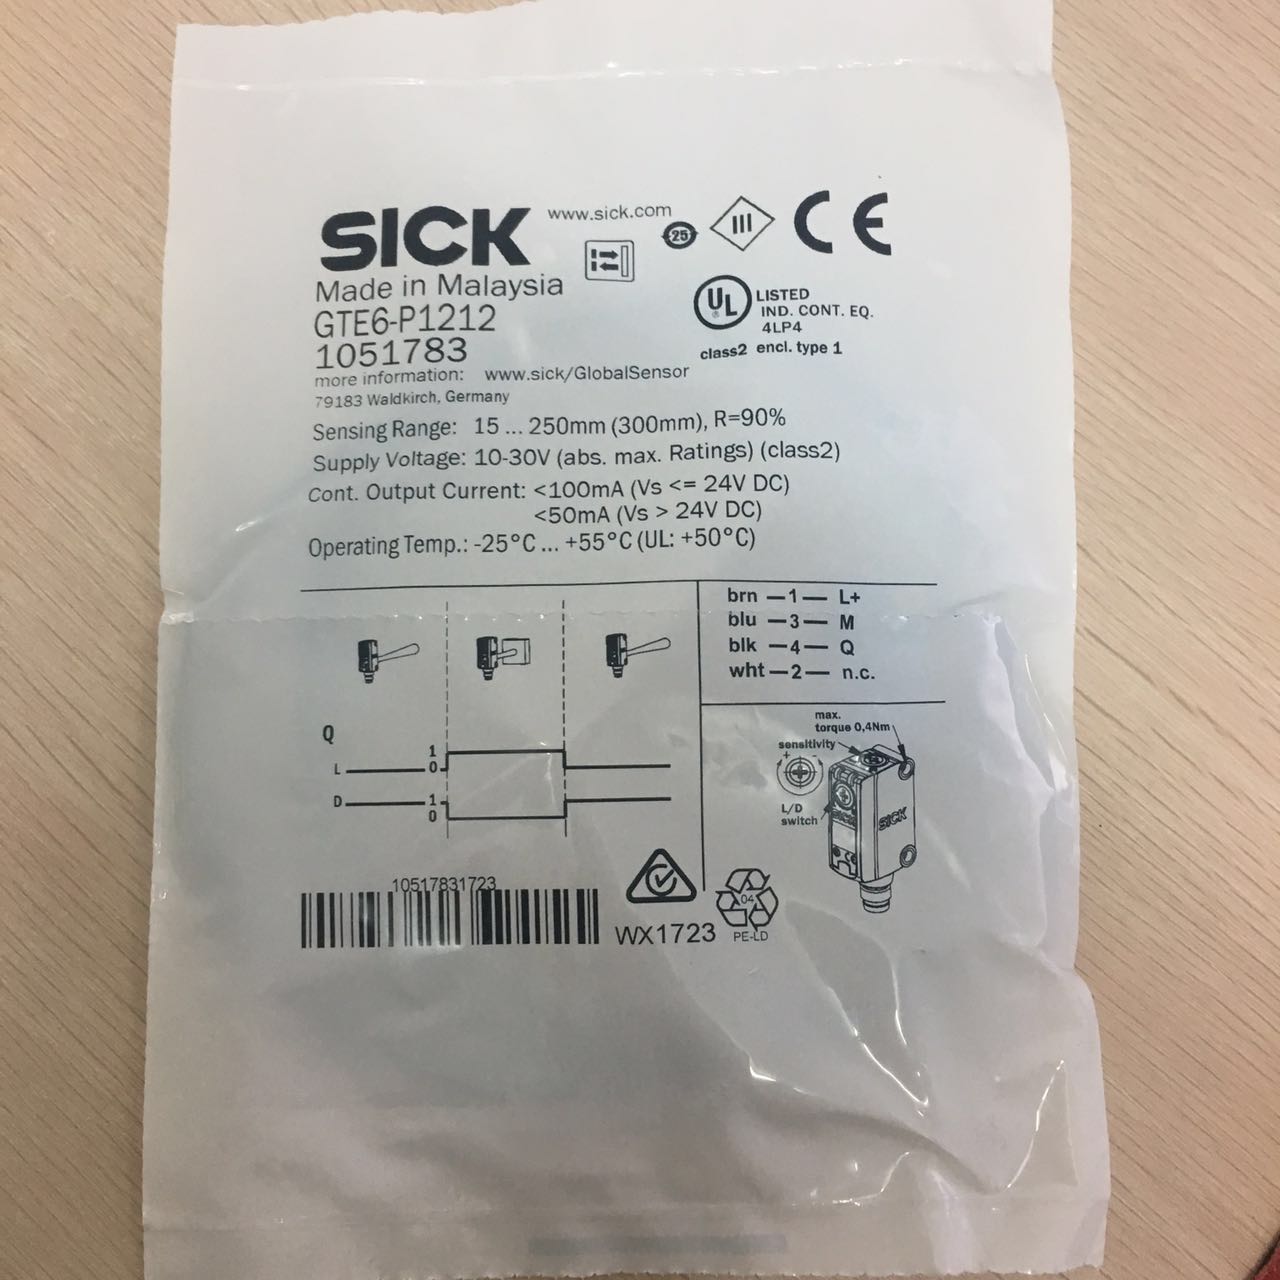 SICK www.sick.com
25
III
CE
Made in Malaysia
GTE6-P1212
1051783
UL LISTED
®
IND. CONT. EQ.
4LP4
class2 encl. type 1
more information: www.sick/GlobalSensor
79183 Waldkirch, Germany
Sensing Range: 15 ... 250mm (300mm), R=90%
Supply Voltage: 10-30V (abs. max. Ratings) (class2)
Cont. Output Current: <100mA (Vs <= 24V DC)
<50mA (Vs > 24V DC)
Operating Temp.: -25°C ... +55°C (UL: +50°C)
brn —1— L+
blu —3— M
blk —4— Q
wht —2— n.c.
Q
L 1
0
D 1
0
max.
torque 0,4Nm
sensitivity
+ -
L/D
switch
SICK
10517831723
WX1723
04
PE-LD